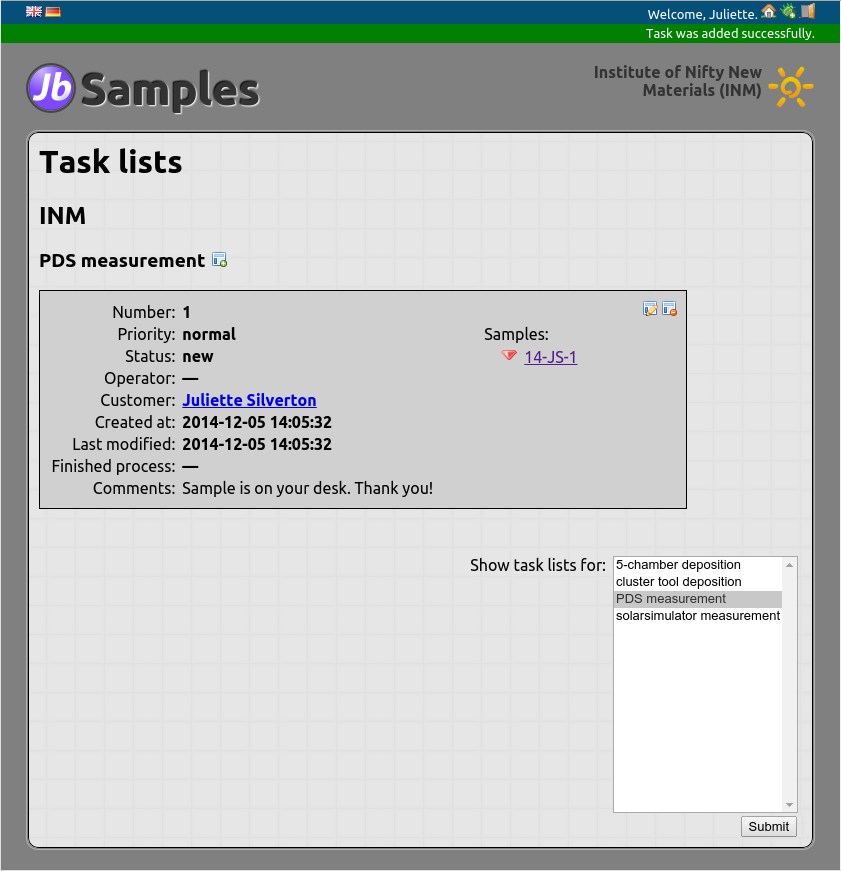 Welcome, Juliette.
Task was added successfully.
Jb Samples
Institute of Nifty New
Materials (INM)
Task lists
INM
PDS measurement
Number: 1
Priority: normal
Samples:
Status: new
14-JS-1
Operator: —
Customer: Juliette Silverton
Created at: 2014-12-05 14:05:32
Last modified: 2014-12-05 14:05:32
Finished process: —
Comments: Sample is on your desk. Thank you!
Show task lists for:
5-chamber deposition
cluster tool deposition
PDS measurement
solarsimulator measurement
Submit